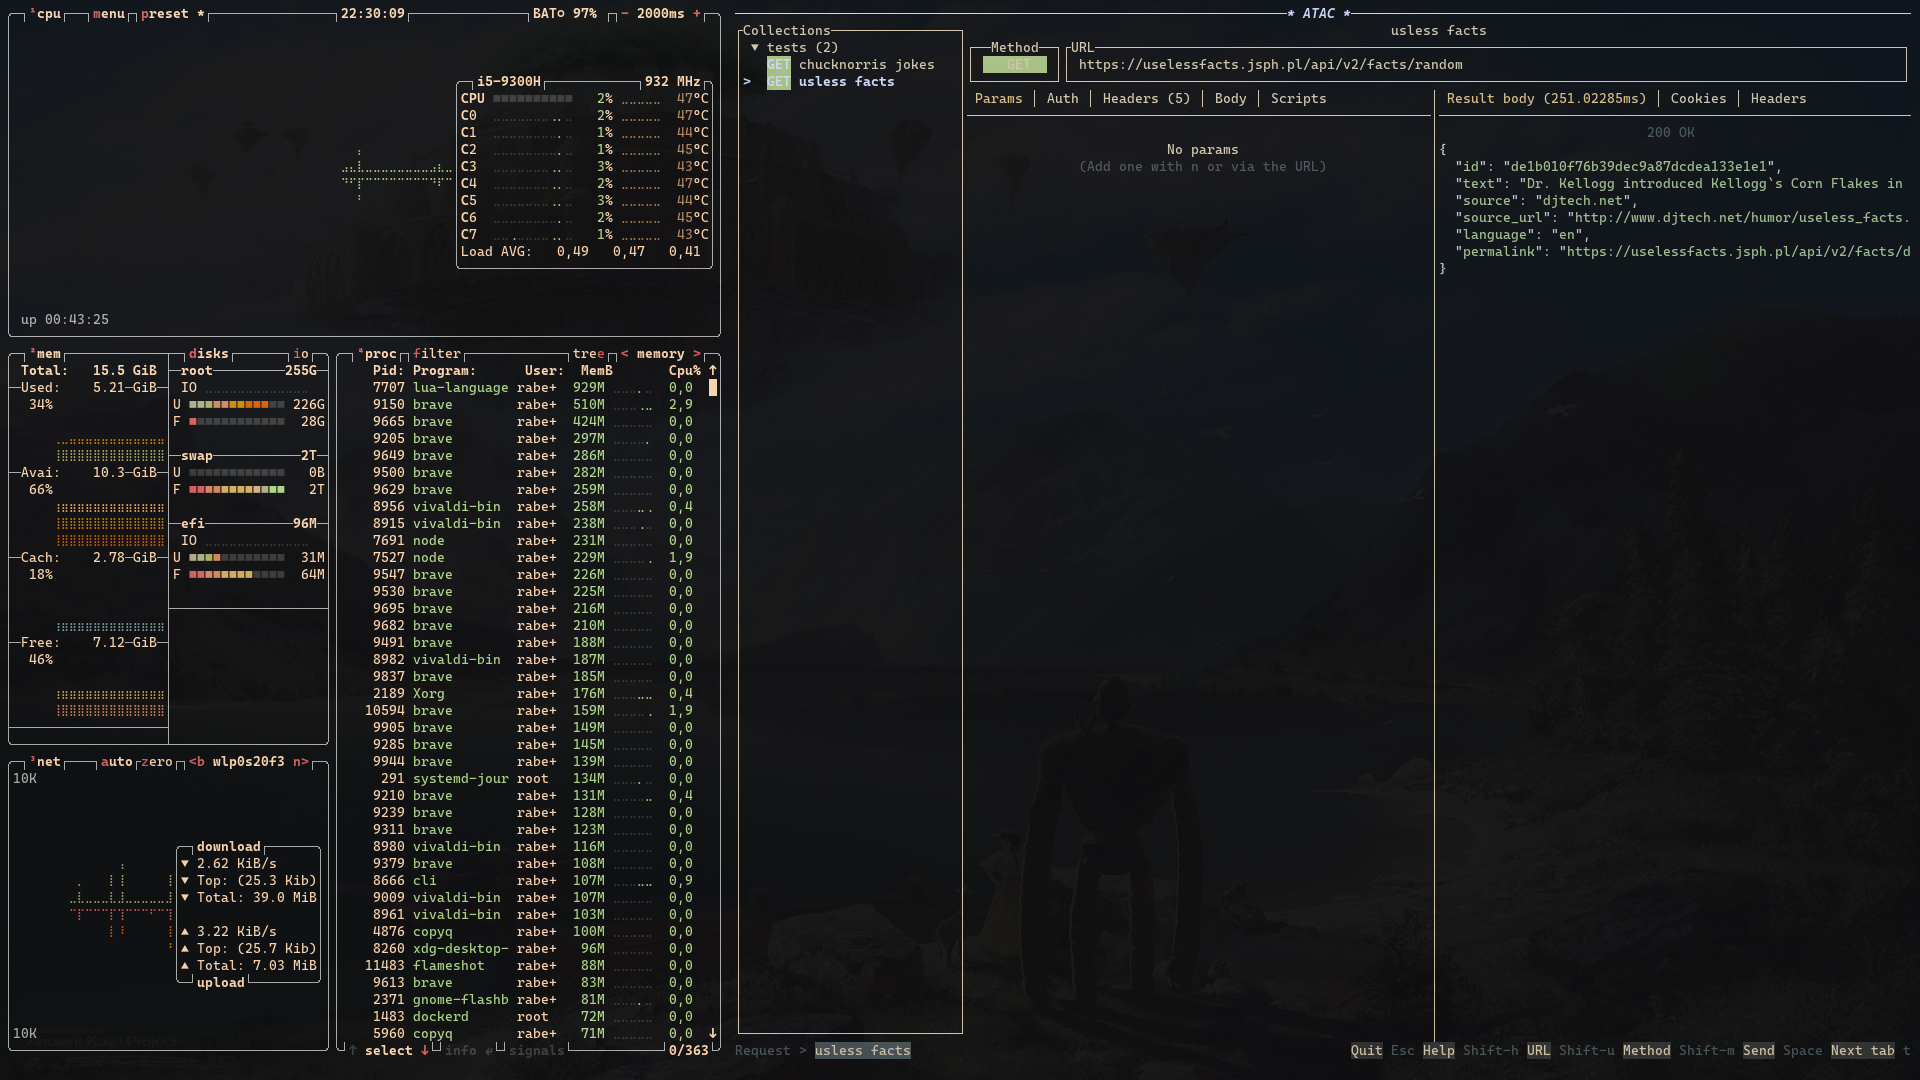 ¹cpu menu preset * 22:30:09 BAT○ 97% - 2000ms +
i5-9300H 932 MHz
CPU 2% 47°C
C0 2% 47°C
C1 1% 44°C
C2 1% 45°C
C3 3% 43°C
C4 2% 47°C
C5 3% 44°C
C6 2% 45°C
C7 1% 43°C
Load AVG: 0,49 0,47 0,41
up 00:43:25
²mem disks io
Total: 15.5 GiB
Used: 5.21 GiB
34%
Avai: 10.3 GiB
66%
Cach: 2.78 GiB
18%
Free: 7.12 GiB
46%
root 255G
IO
U 226G
F 28G
swap 2T
U 0B
F 2T
efi 96M
IO
U 31M
F 64M
³net auto zero <b wlp0s20f3 n>
10K
download
▼ 2.62 KiB/s
▼ Top: (25.3 Kib)
▼ Total: 39.0 MiB
▲ 3.22 KiB/s
▲ Top: (25.7 Kib)
▲ Total: 7.03 MiB
upload
10K
⁴proc filter tree < memory >
Pid: Program: User: MemB Cpu% ↑
7707 lua-language rabe+ 929M 0,0
9150 brave rabe+ 510M 2,9
9665 brave rabe+ 424M 0,0
9205 brave rabe+ 297M 0,0
9649 brave rabe+ 286M 0,0
9500 brave rabe+ 282M 0,0
9629 brave rabe+ 259M 0,0
8956 vivaldi-bin rabe+ 258M 0,4
8915 vivaldi-bin rabe+ 238M 0,0
7691 node rabe+ 231M 0,0
7527 node rabe+ 229M 1,9
9547 brave rabe+ 226M 0,0
9530 brave rabe+ 225M 0,0
9695 brave rabe+ 216M 0,0
9682 brave rabe+ 210M 0,0
9491 brave rabe+ 188M 0,0
8982 vivaldi-bin rabe+ 187M 0,0
9837 brave rabe+ 185M 0,0
2189 Xorg rabe+ 176M 0,4
10594 brave rabe+ 159M 1,9
9905 brave rabe+ 149M 0,0
9285 brave rabe+ 145M 0,0
9944 brave rabe+ 139M 0,0
291 systemd-jour root 134M 0,0
9210 brave rabe+ 131M 0,4
9239 brave rabe+ 128M 0,0
9311 brave rabe+ 123M 0,0
8980 vivaldi-bin rabe+ 116M 0,0
9379 brave rabe+ 108M 0,0
8666 cli rabe+ 107M 0,9
9009 vivaldi-bin rabe+ 107M 0,0
8961 vivaldi-bin rabe+ 103M 0,0
4876 copyq rabe+ 100M 0,0
8260 xdg-desktop- rabe+ 96M 0,0
11483 flameshot rabe+ 88M 0,0
9613 brave rabe+ 83M 0,0
2371 gnome-flashb rabe+ 81M 0,0
1483 dockerd root 72M 0,0
5960 copyq rabe+ 71M 0,0 ↓
↑ select ↓ info ↵ signals 0/363
* ATAC *
Collections
▼ tests (2)
GET chucknorris jokes
> GET usless facts
usless facts
Method
GET
URL
https://uselessfacts.jsph.pl/api/v2/facts/random
Params │ Auth │ Headers (5) │ Body │ Scripts
No params
(Add one with n or via the URL)
Result body (251.02285ms) │ Cookies │ Headers
200 OK
{
"id": "de1b010f76b39dec9a87dcdea133e1e1",
"text": "Dr. Kellogg introduced Kellogg`s Corn Flakes in
"source": "djtech.net",
"source_url": "http://www.djtech.net/humor/useless_facts.
"language": "en",
"permalink": "https://uselessfacts.jsph.pl/api/v2/facts/d
}
Request > usless facts
Quit Esc Help Shift-h URL Shift-u Method Shift-m Send Space Next tab t